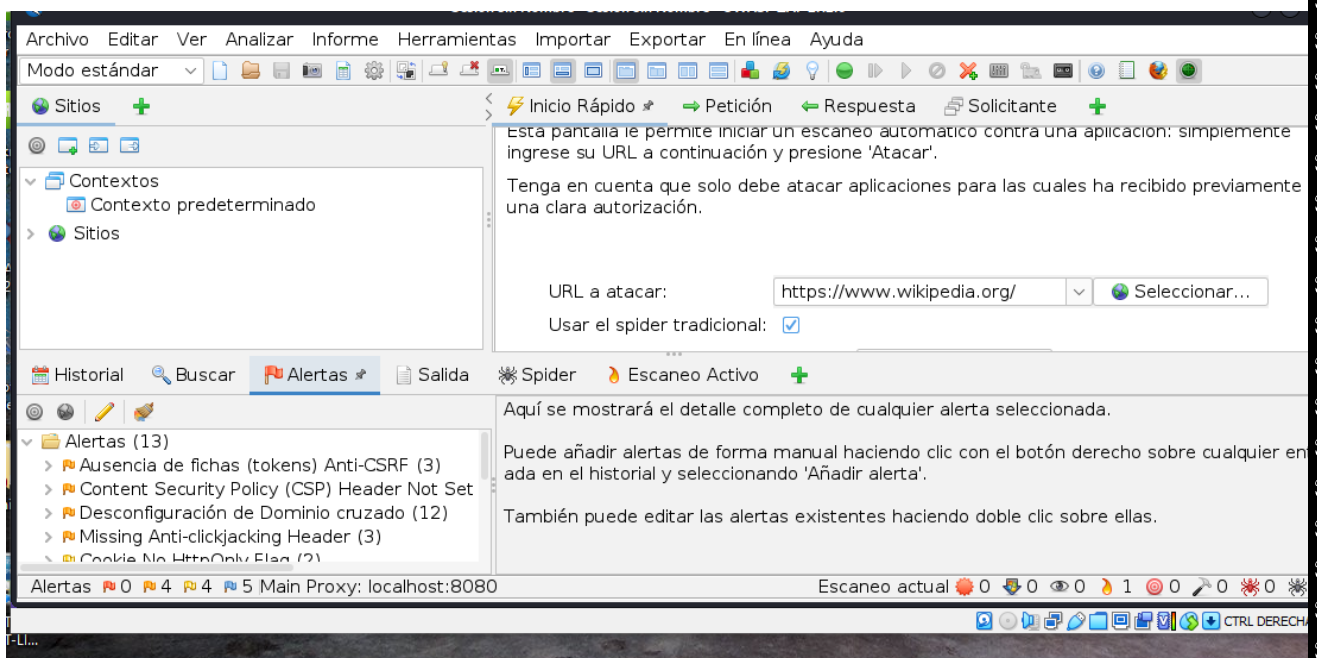 Archivo Editar Ver Analizar Informe Herramientas Importar Exportar En línea Ayuda
Modo estándar
Sitios
Inicio Rápido Petición Respuesta Solicitante
Esta pantalla le permite iniciar un escaneo automático contra una aplicación: simplemente
ingrese su URL a continuación y presione 'Atacar'.
Tenga en cuenta que solo debe atacar aplicaciones para las cuales ha recibido previamente
una clara autorización.
Contextos
Contexto predeterminado
Sitios
URL a atacar: https://www.wikipedia.org/ Seleccionar...
Usar el spider tradicional:
Historial Buscar Alertas Salida Spider Escaneo Activo
Alertas (13)
Ausencia de fichas (tokens) Anti-CSRF (3)
Content Security Policy (CSP) Header Not Set
Desconfiguración de Dominio cruzado (12)
Missing Anti-clickjacking Header (3)
Cookie No HttpOnly Flag (2)
Aquí se mostrará el detalle completo de cualquier alerta seleccionada.
Puede añadir alertas de forma manual haciendo clic con el botón derecho sobre cualquier en
ada en el historial y seleccionando 'Añadir alerta'.
También puede editar las alertas existentes haciendo doble clic sobre ellas.
Alertas 0 4 4 5 Main Proxy: localhost:8080 Escaneo actual 0 0 0 1 0 0 0
CTRL DERECHA
T-LI...